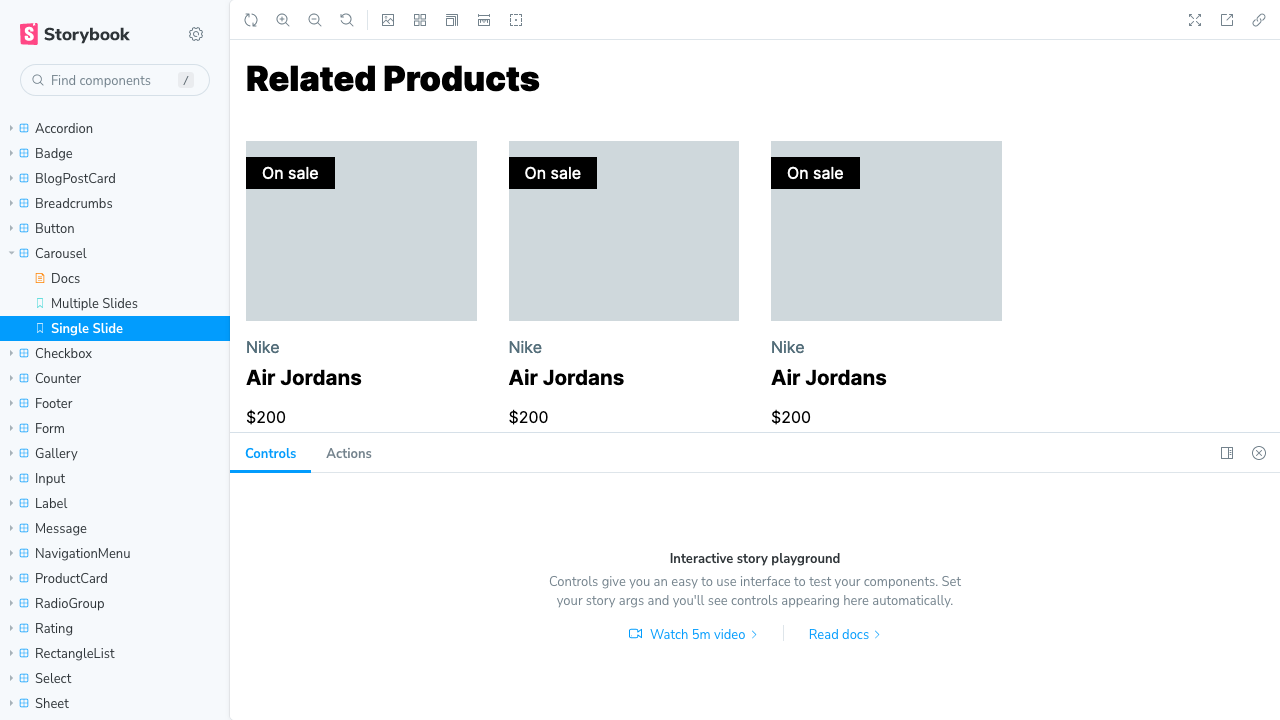 Storybook
Find components /
Accordion
Badge
BlogPostCard
Breadcrumbs
Button
Carousel
Docs
Multiple Slides
Single Slide
Checkbox
Counter
Footer
Form
Gallery
Input
Label
Message
NavigationMenu
ProductCard
RadioGroup
Rating
RectangleList
Select
Sheet
Related Products
On sale On sale On sale
Nike Nike Nike
Air Jordans Air Jordans Air Jordans
$200 $200 $200
Controls Actions
Interactive story playground
Controls give you an easy to use interface to test your components. Set
your story args and you'll see controls appearing here automatically.
Watch 5m video Read docs